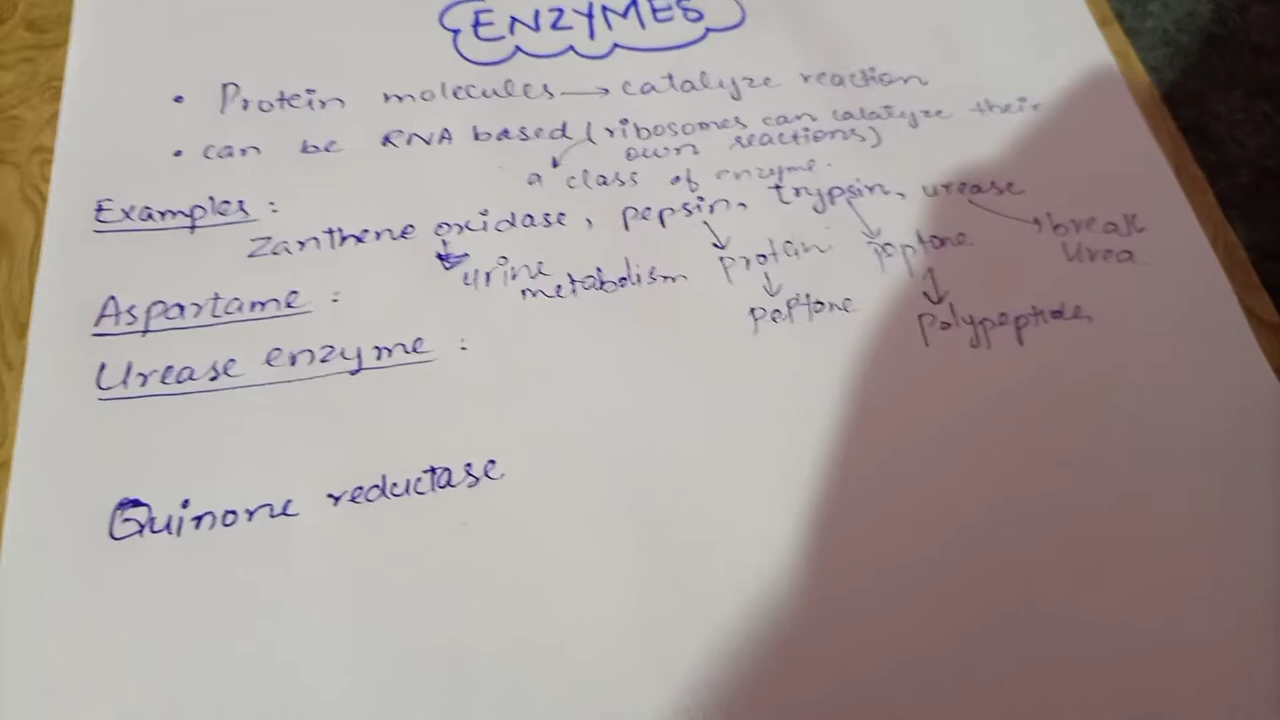 ENZYMES
• Protein molecules → catalyze reaction
• can be RNA based (ribosomes can catalyze their
own reactions)
a class of enzyme.
Examples :
Zanthene oxidase, pepsin, trypsin, urease
urine
metabolism
protein
peptone
peptone
polypeptide,
break
Urea.
Aspartame :
Urease enzyme :
Quinone reductase